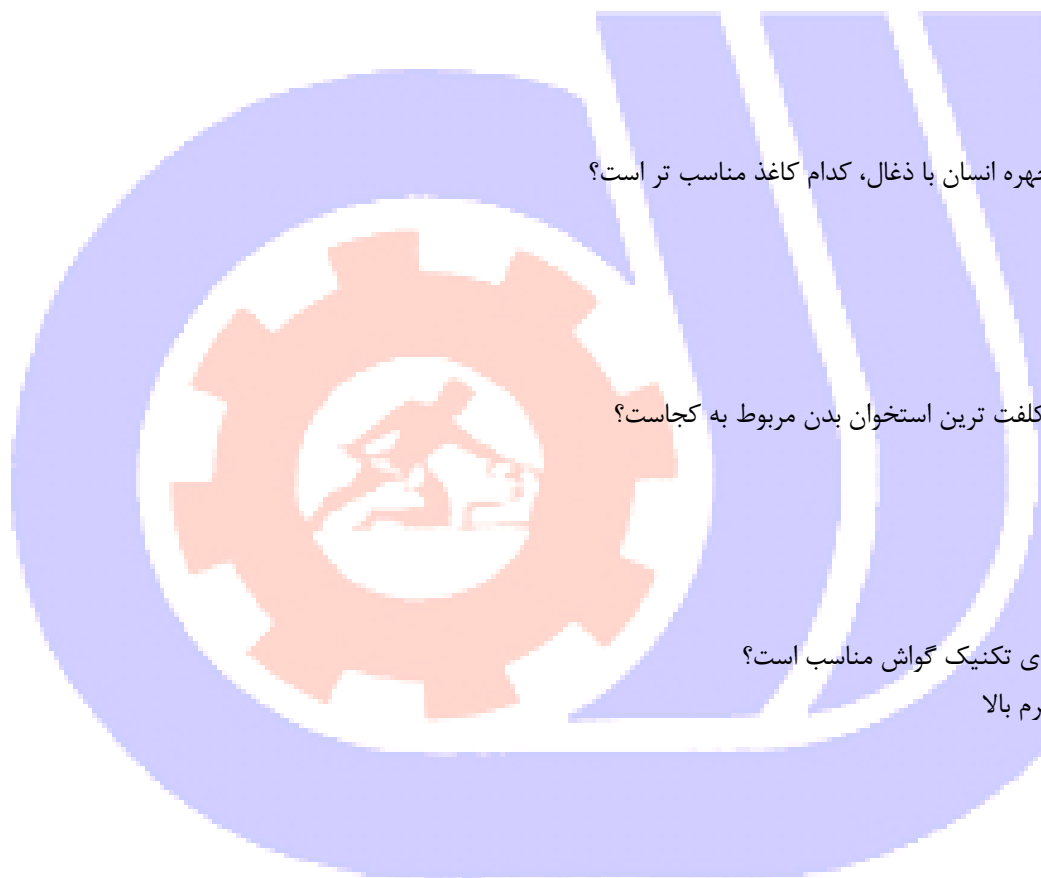 چهره انسان با ذغال، کدام کاغذ مناسب تر است؟
کلفت ترین استخوان بدن مربوط به کجاست؟
ی تکنیک گواش مناسب است؟
رم بالا